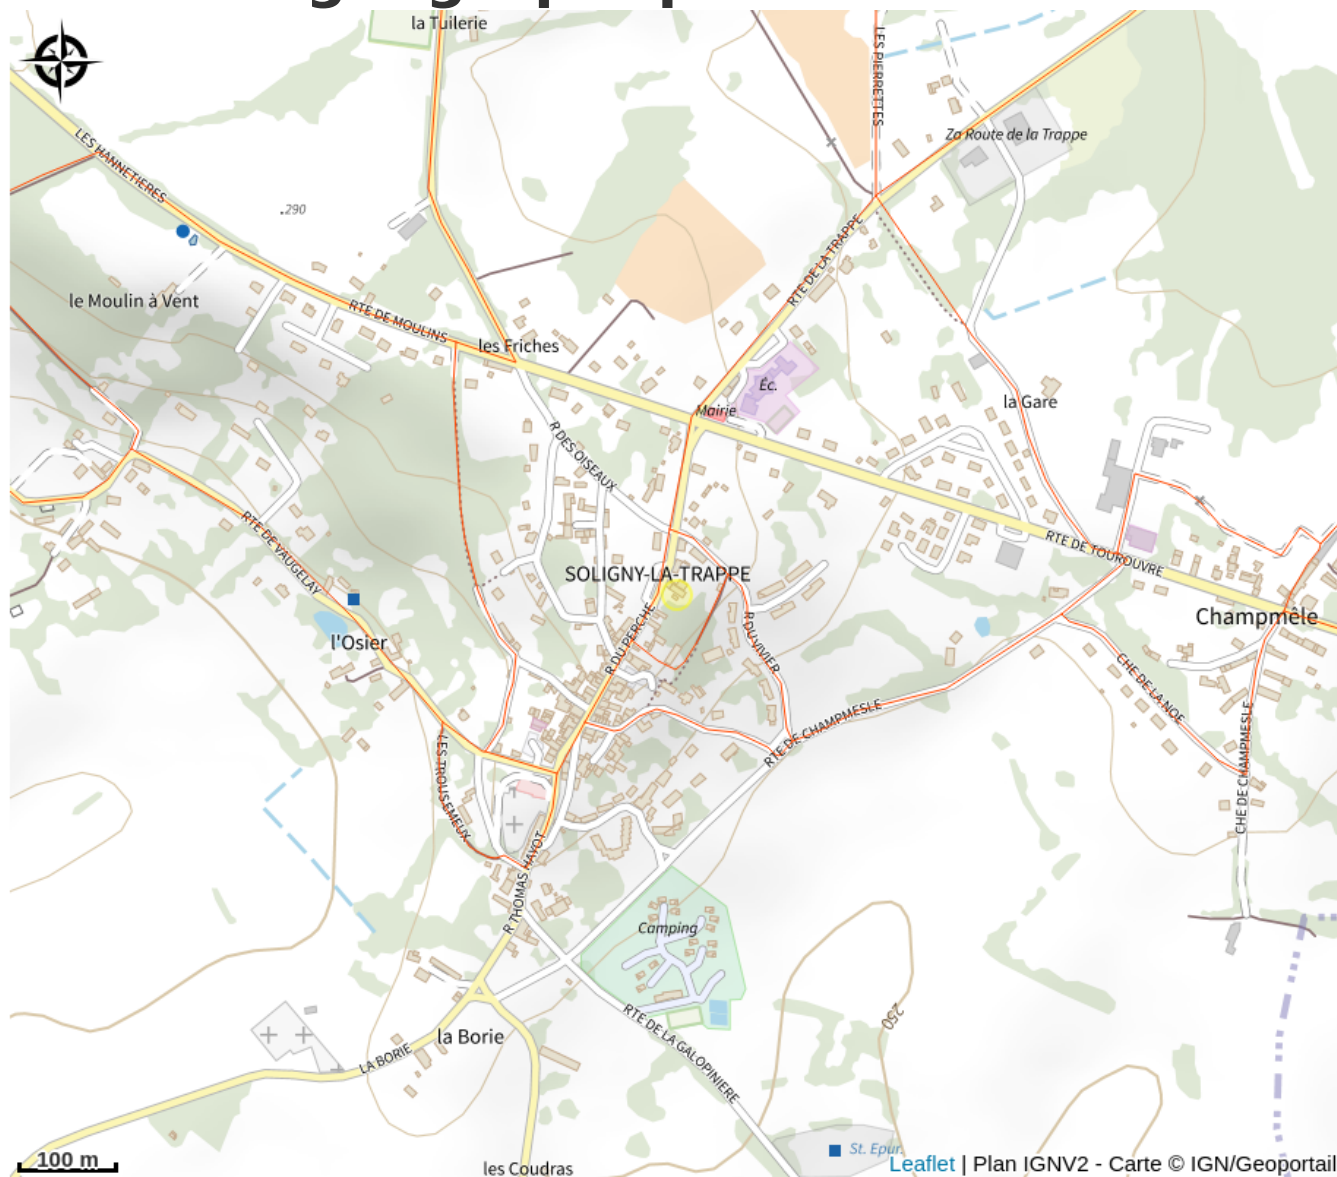 la Tuilerie
LES PIERRETTES
Za Route de la Trappe
LES HANNETIERES
290
RTE DE LA TRAPPE
le Moulin à Vent
RTE DE MOULINS
les Friches
Éc.
Mairie
la Gare
R DES OISEAUX
RTE DE VAUGELAY
RTE DE TOUROUVRE
SOLIGNY-LA-TRAPPE
Champmêle
R DU PERCHE
R DU VIVIER
l'Osier
CHE DE LA NOE
RTE DE CHAMPMESLE
CHE DE CHAMPMESLE
LES TROUSEMEUX
R THOMAS HAYOT
Camping
250
la Borie
LA BORIE
RTE DE LA GALOPINIERE
St. Epur.
100 m
les Coudras
Leaflet | Plan IGNV2 - Carte © IGN/Geoportail